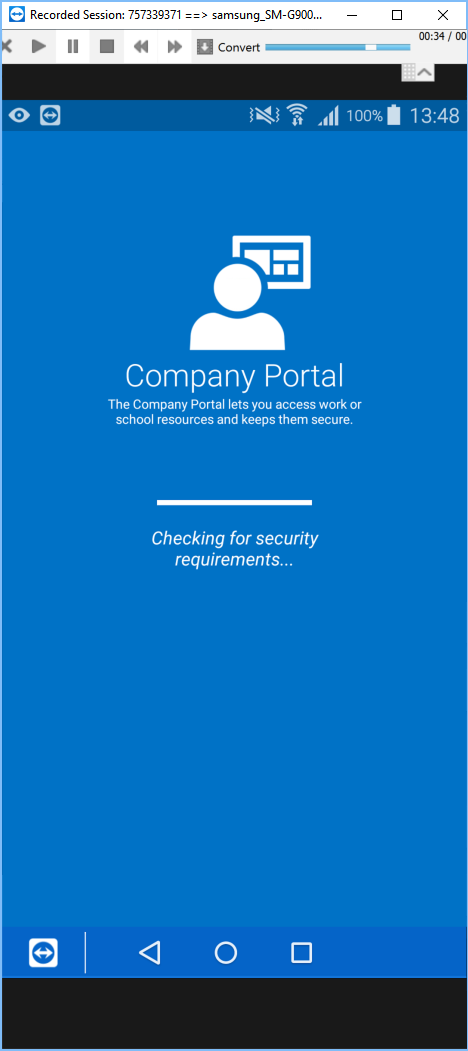 Recorded Session: 757339371 ==> samsung_SM-G900...
Convert
00:34 / 00
100% 13:48
Company Portal
The Company Portal lets you access work or
school resources and keeps them secure.
Checking for security
requirements...